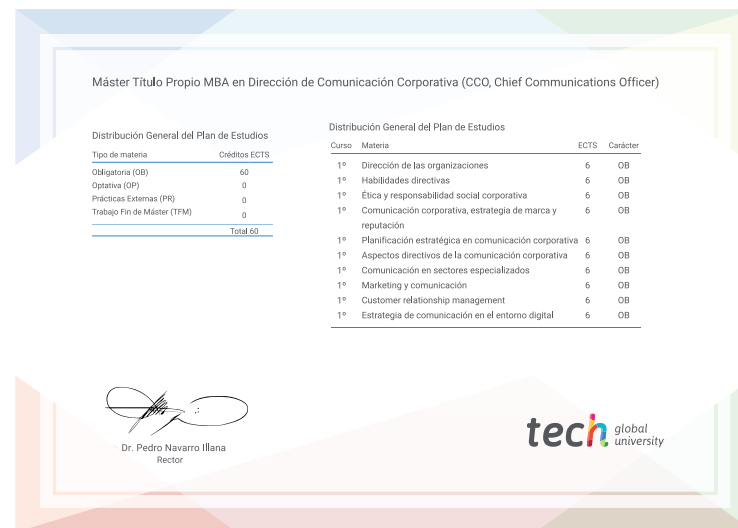 Máster Título Propio MBA en Dirección de Comunicación Corporativa (CCO, Chief Communications Officer)
Distribución General del Plan de Estudios
Tipo de materia Créditos ECTS
Obligatoria (OB) 60
Optativa (OP) 0
Prácticas Externas (PR) 0
Trabajo Fin de Máster (TFM) 0
Total 60
Distribución General del Plan de Estudios
Curso Materia ECTS Carácter
1º Dirección de las organizaciones 6 OB
1º Habilidades directivas 6 OB
1º Ética y responsabilidad social corporativa 6 OB
1º Comunicación corporativa, estrategia de marca y 6 OB
reputación
1º Planificación estratégica en comunicación corporativa 6 OB
1º Aspectos directivos de la comunicación corporativa 6 OB
1º Comunicación en sectores especializados 6 OB
1º Marketing y comunicación 6 OB
1º Customer relationship management 6 OB
1º Estrategia de comunicación en el entorno digital 6 OB
Dr. Pedro Navarro Illana
Rector
tech global
university